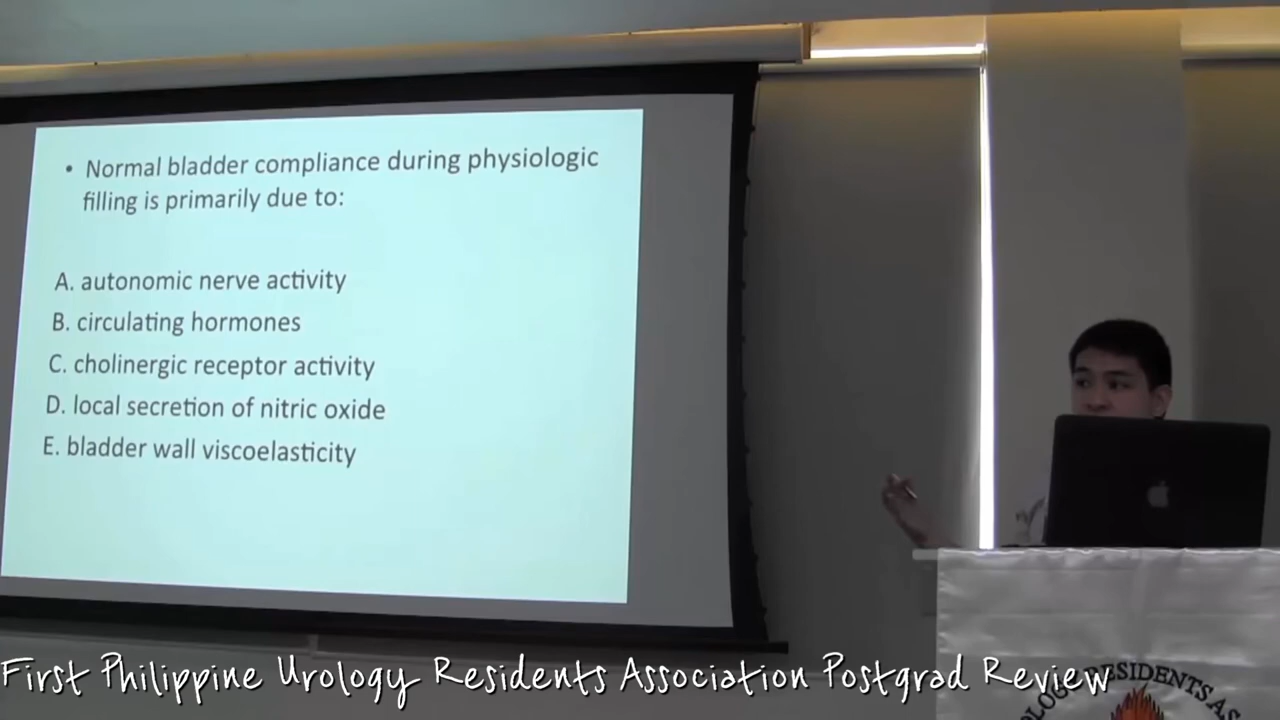 • Normal bladder compliance during physiologic
filling is primarily due to:
A. autonomic nerve activity
B. circulating hormones
C. cholinergic receptor activity
D. local secretion of nitric oxide
E. bladder wall viscoelasticity
First Philippine Urology Residents Association Postgrad Review
RESIDENTS